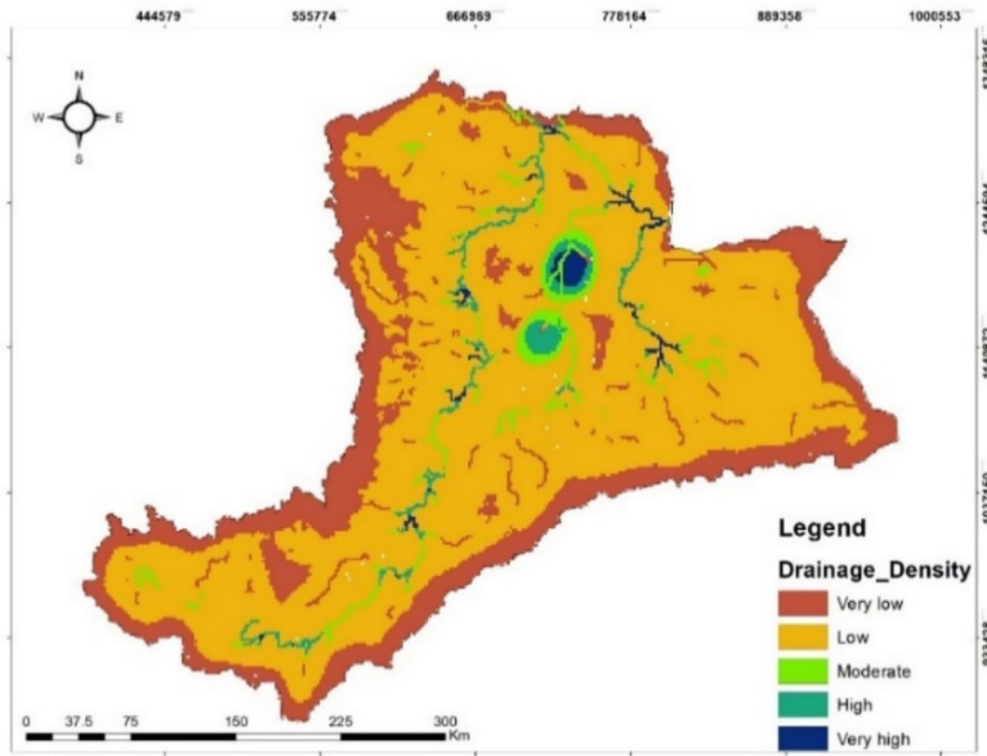 444579 555774 666969 778164 889358 1000553
N
W E
S
Legend
Drainage_Density
Very low
Low
Moderate
High
Very high
0 37.5 75 150 225 300
Km